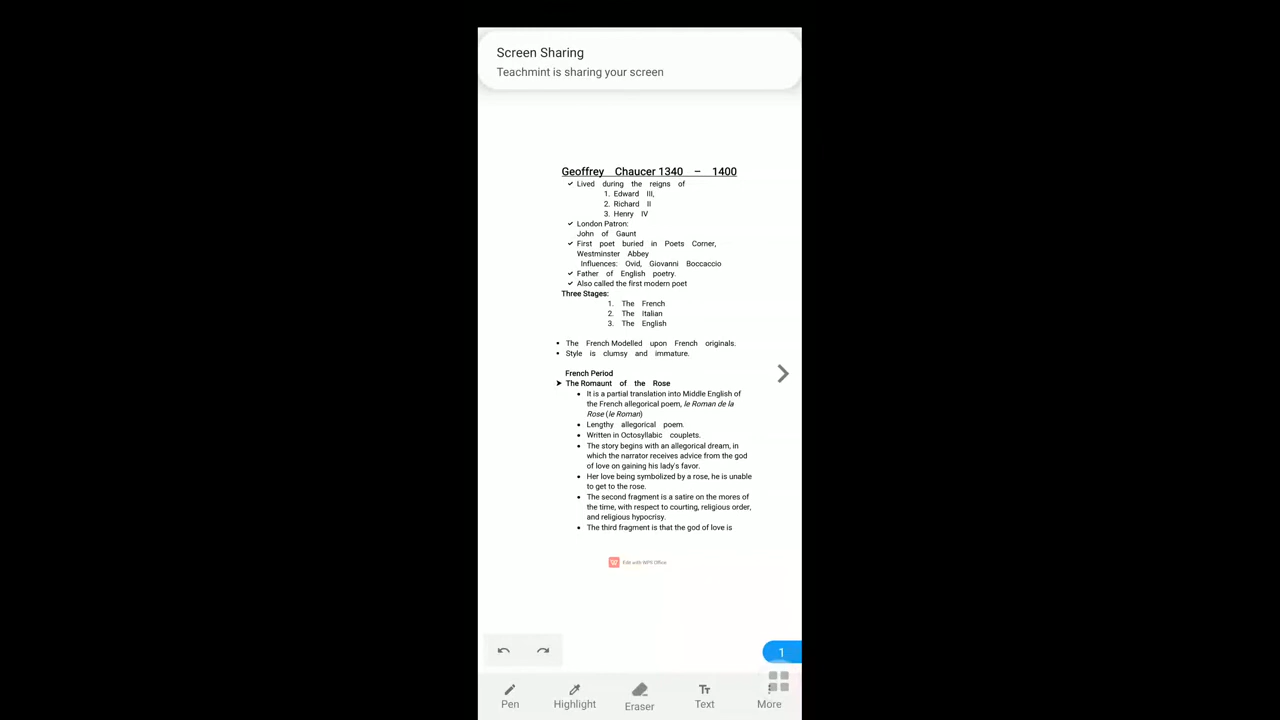 Screen Sharing
Teachmint is sharing your screen
Geoffrey Chaucer 1340 – 1400
✓ Lived during the reigns of
1. Edward III,
2. Richard II
3. Henry IV
✓ London Patron:
John of Gaunt
✓ First poet buried in Poets Corner,
Westminster Abbey
Influences: Ovid, Giovanni Boccaccio
✓ Father of English poetry.
✓ Also called the first modern poet
Three Stages:
1. The French
2. The Italian
3. The English
▪ The French Modelled upon French originals.
▪ Style is clumsy and immature.
French Period
➤ The Romaunt of the Rose
• It is a partial translation into Middle English of
the French allegorical poem, le Roman de la
Rose (le Roman)
• Lengthy allegorical poem.
• Written in Octosyllabic couplets.
• The story begins with an allegorical dream, in
which the narrator receives advice from the god
of love on gaining his lady's favor.
• Her love being symbolized by a rose, he is unable
to get to the rose.
• The second fragment is a satire on the mores of
the time, with respect to courting, religious order,
and religious hypocrisy.
• The third fragment is that the god of love is
Edit with WPS Office
1
Pen Highlight Eraser Text More